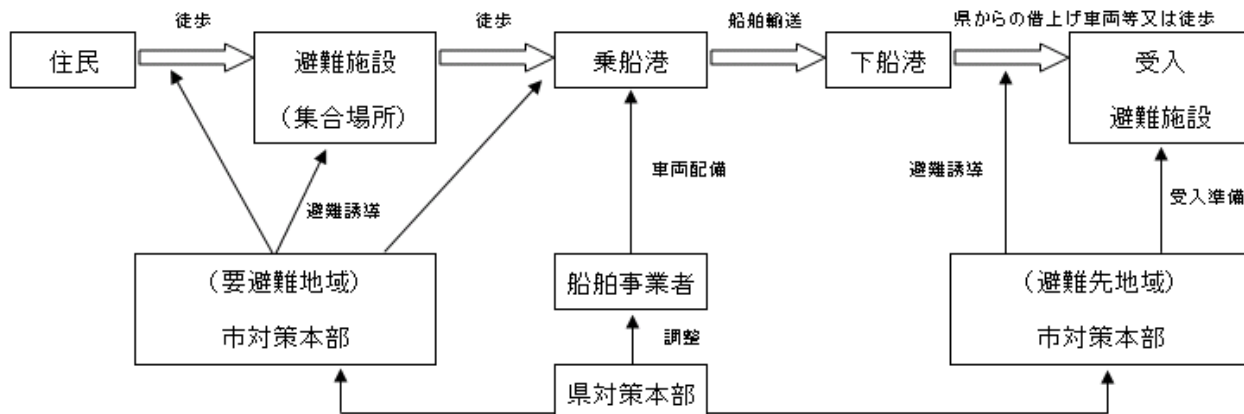 徒歩
徒歩
船舶輸送
県からの借上げ車両等又は徒歩
住民
避難施設
(集合場所)
乗船港
下船港
受入
避難施設
避難誘導
車両配備
避難誘導
受入準備
(要避難地域)
市対策本部
船舶事業者
(避難先地域)
市対策本部
調整
県対策本部